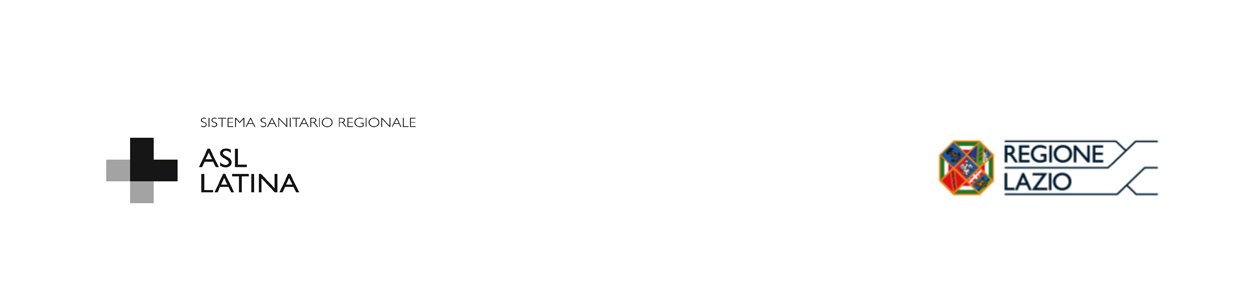 SISTEMA SANITARIO REGIONALE
ASL
LATINA
REGIONE
LAZIO